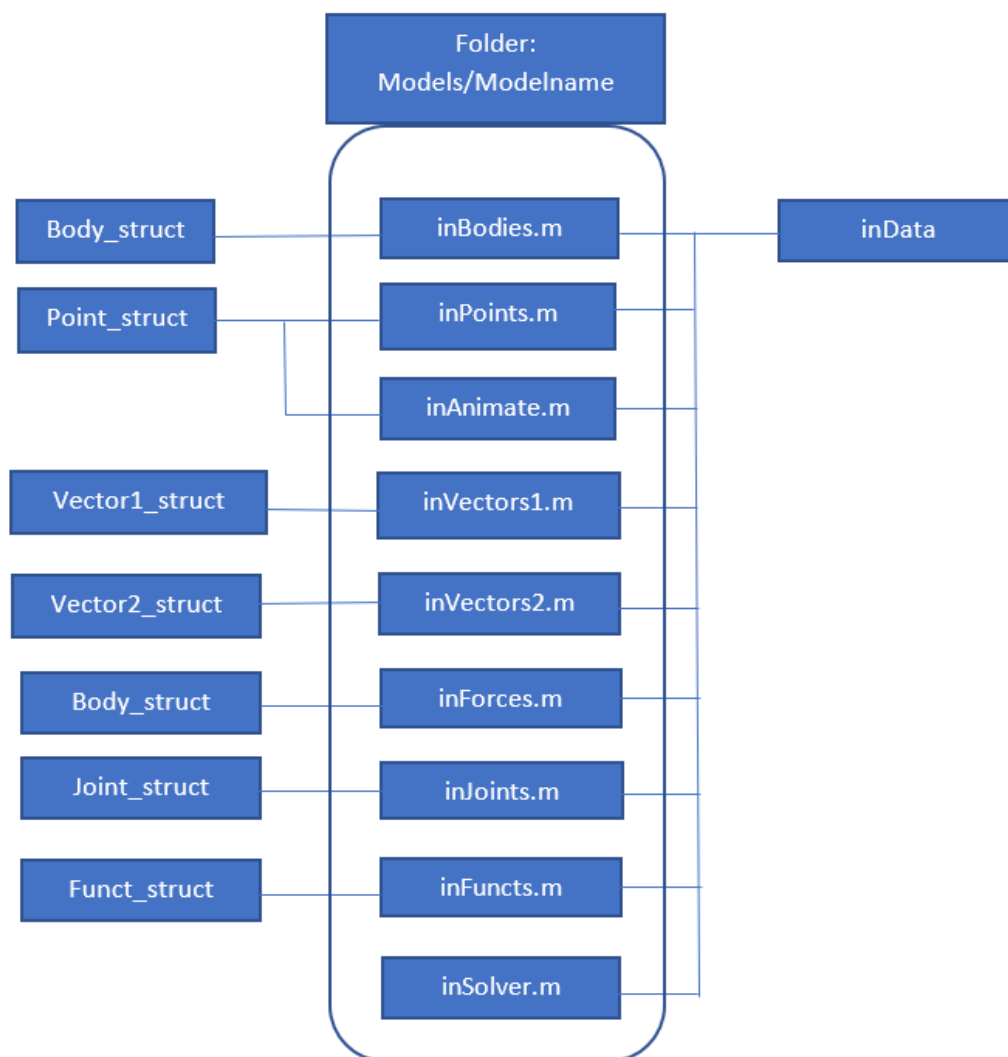 Folder:
Models/Modelname
Body_struct
inBodies.m
inData
Point_struct
inPoints.m
inAnimate.m
Vector1_struct
inVectors1.m
Vector2_struct
inVectors2.m
Body_struct
inForces.m
Joint_struct
inJoints.m
Funct_struct
inFuncts.m
inSolver.m